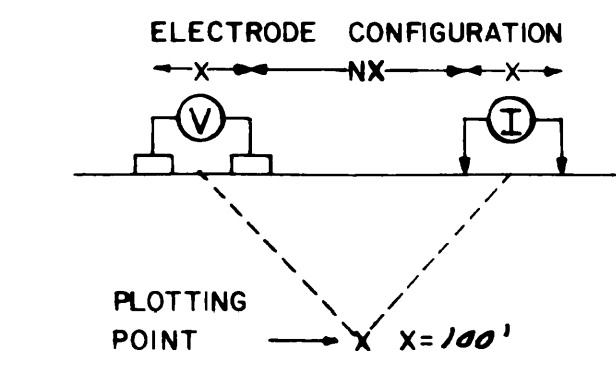 ELECTRODE CONFIGURATION
X NX X
V I
PLOTTING
POINT X X=100'